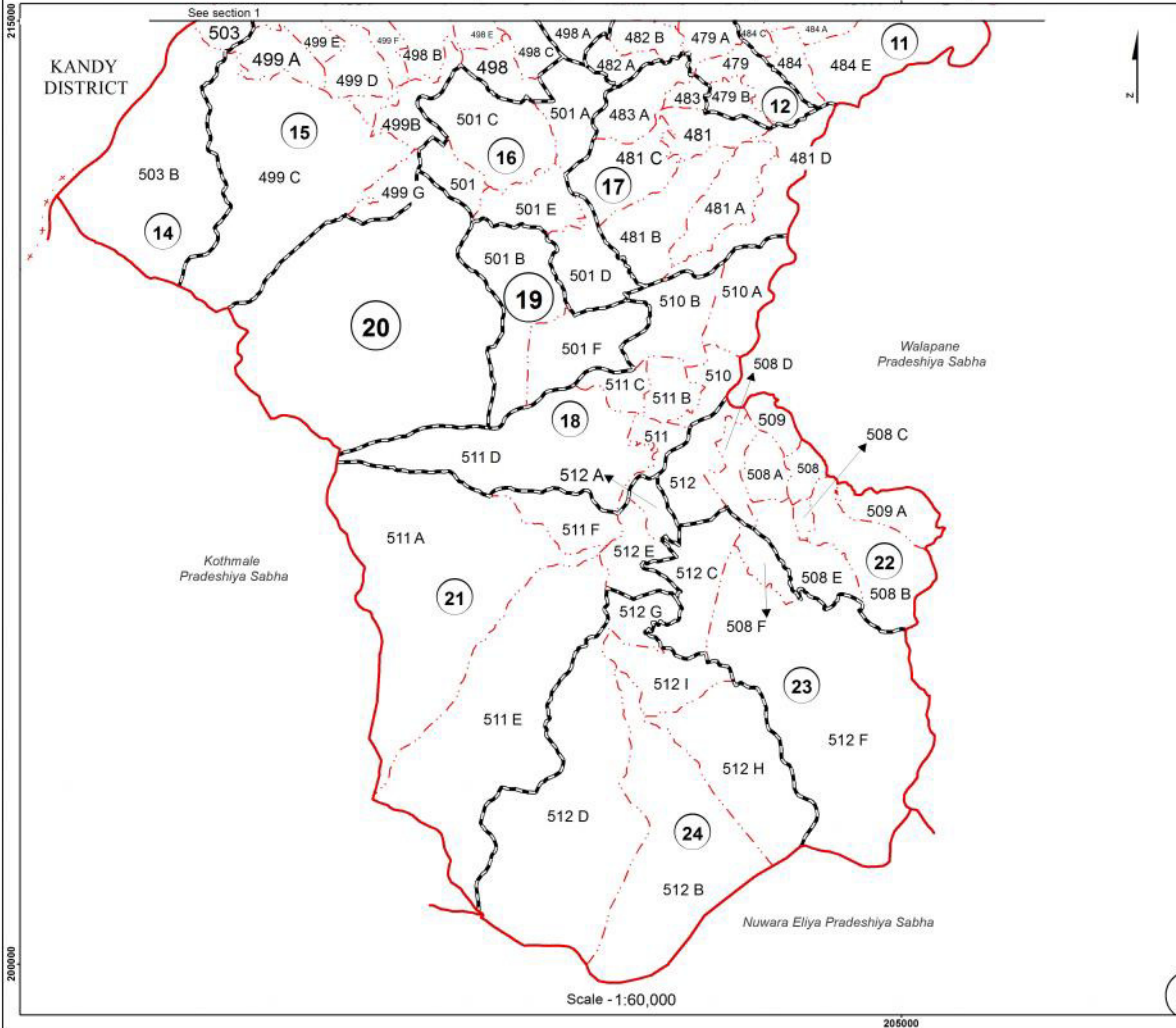 215000
See section 1
503
499 A
499 E
499 F
498 B
498 E
498
498 C
498 A
482 B
482 A
479 A
479
484 C
484 A
484
484 E
11
KANDY
DISTRICT
499 D
499B
15
501 C
501 A
483 A
483
479 B
12
481
503 B
499 C
16
481 C
17
481 D
499 G
501
501 E
481 A
14
481 B
501 B
501 D
510 B
510 A
19
20
501 F
Walapane
Pradeshiya Sabha
508 D
510
511 C
511 B
18
511
509
508 C
511 D
512 A
512
508 A
508
509 A
511 F
511 A
512 E
Kothmale
Pradeshiya Sabha
512 C
508 E
22
508 B
21
512 G
508 F
512 I
23
511 E
512 F
512 H
512 D
24
512 B
Nuwara Eliya Pradeshiya Sabha
200000
Scale - 1:60,000
205000
N